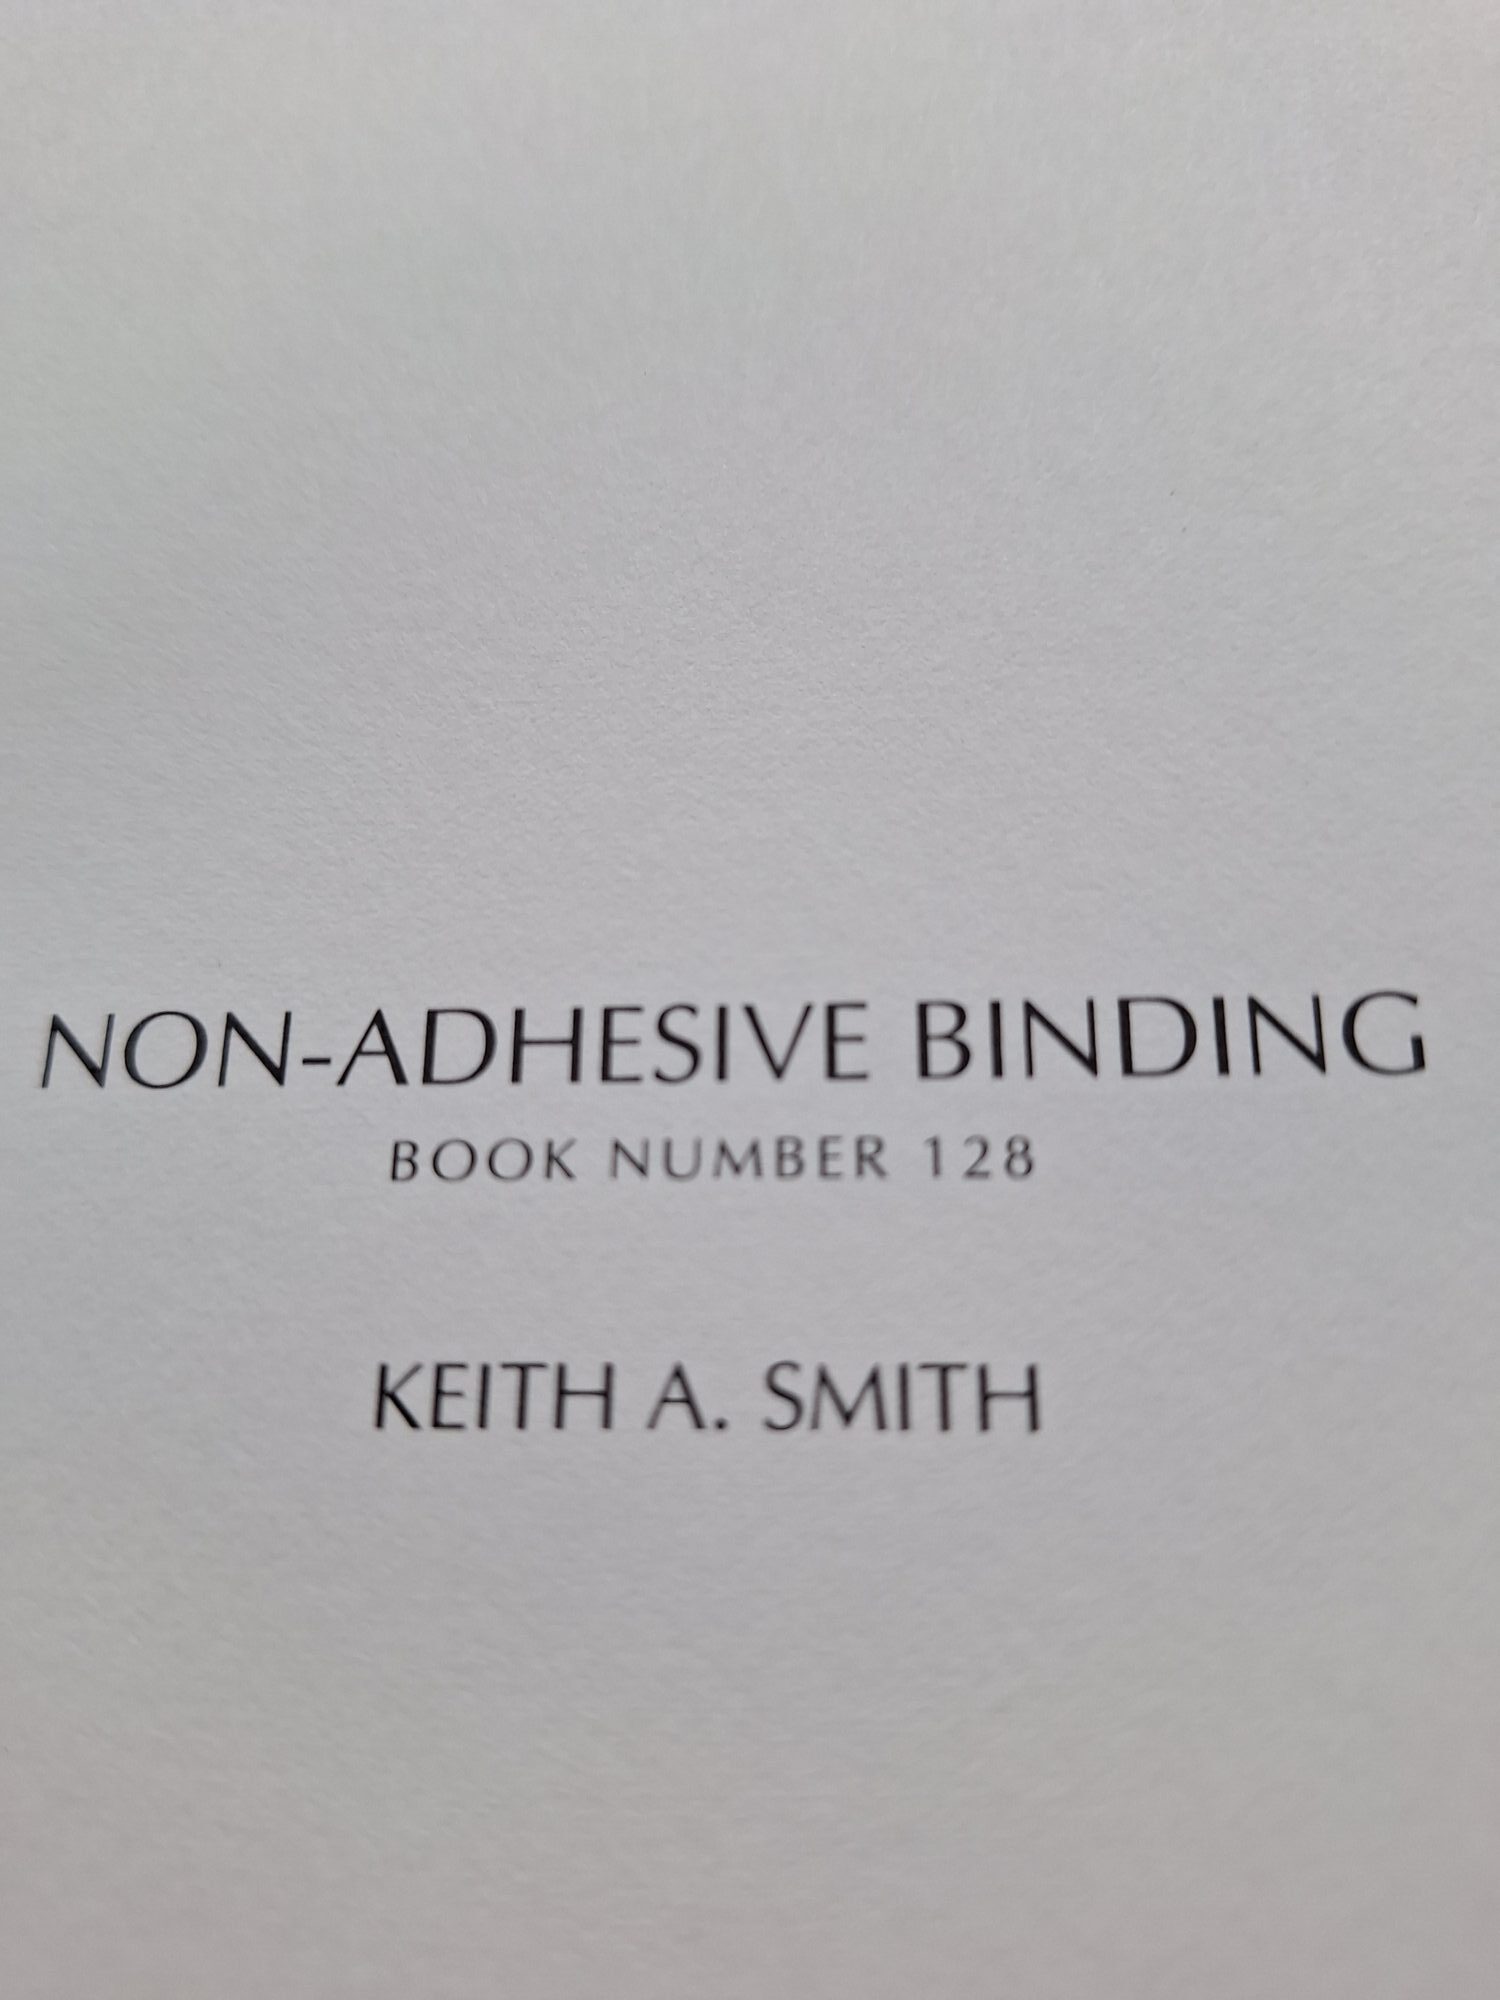 NON-ADHESIVE BINDING
BOOK NUMBER 128
KEITH A. SMITH